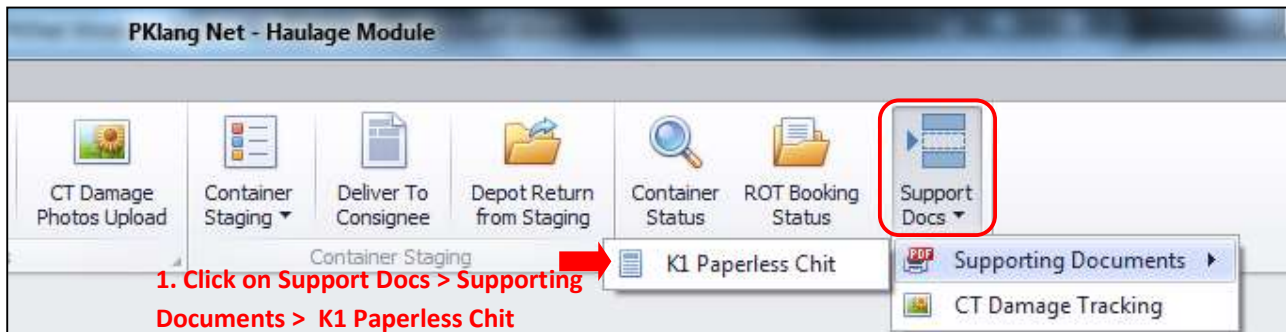 PKlang Net - Haulage Module
CT Damage
Photos Upload
Container
Staging
Deliver To
Consignee
Depot Return
from Staging
Container
Status
ROT Booking
Status
Support
Docs
Container Staging
K1 Paperless Chit
PDF
Supporting Documents
CT Damage Tracking
1. Click on Support Docs > Supporting
Documents > K1 Paperless Chit